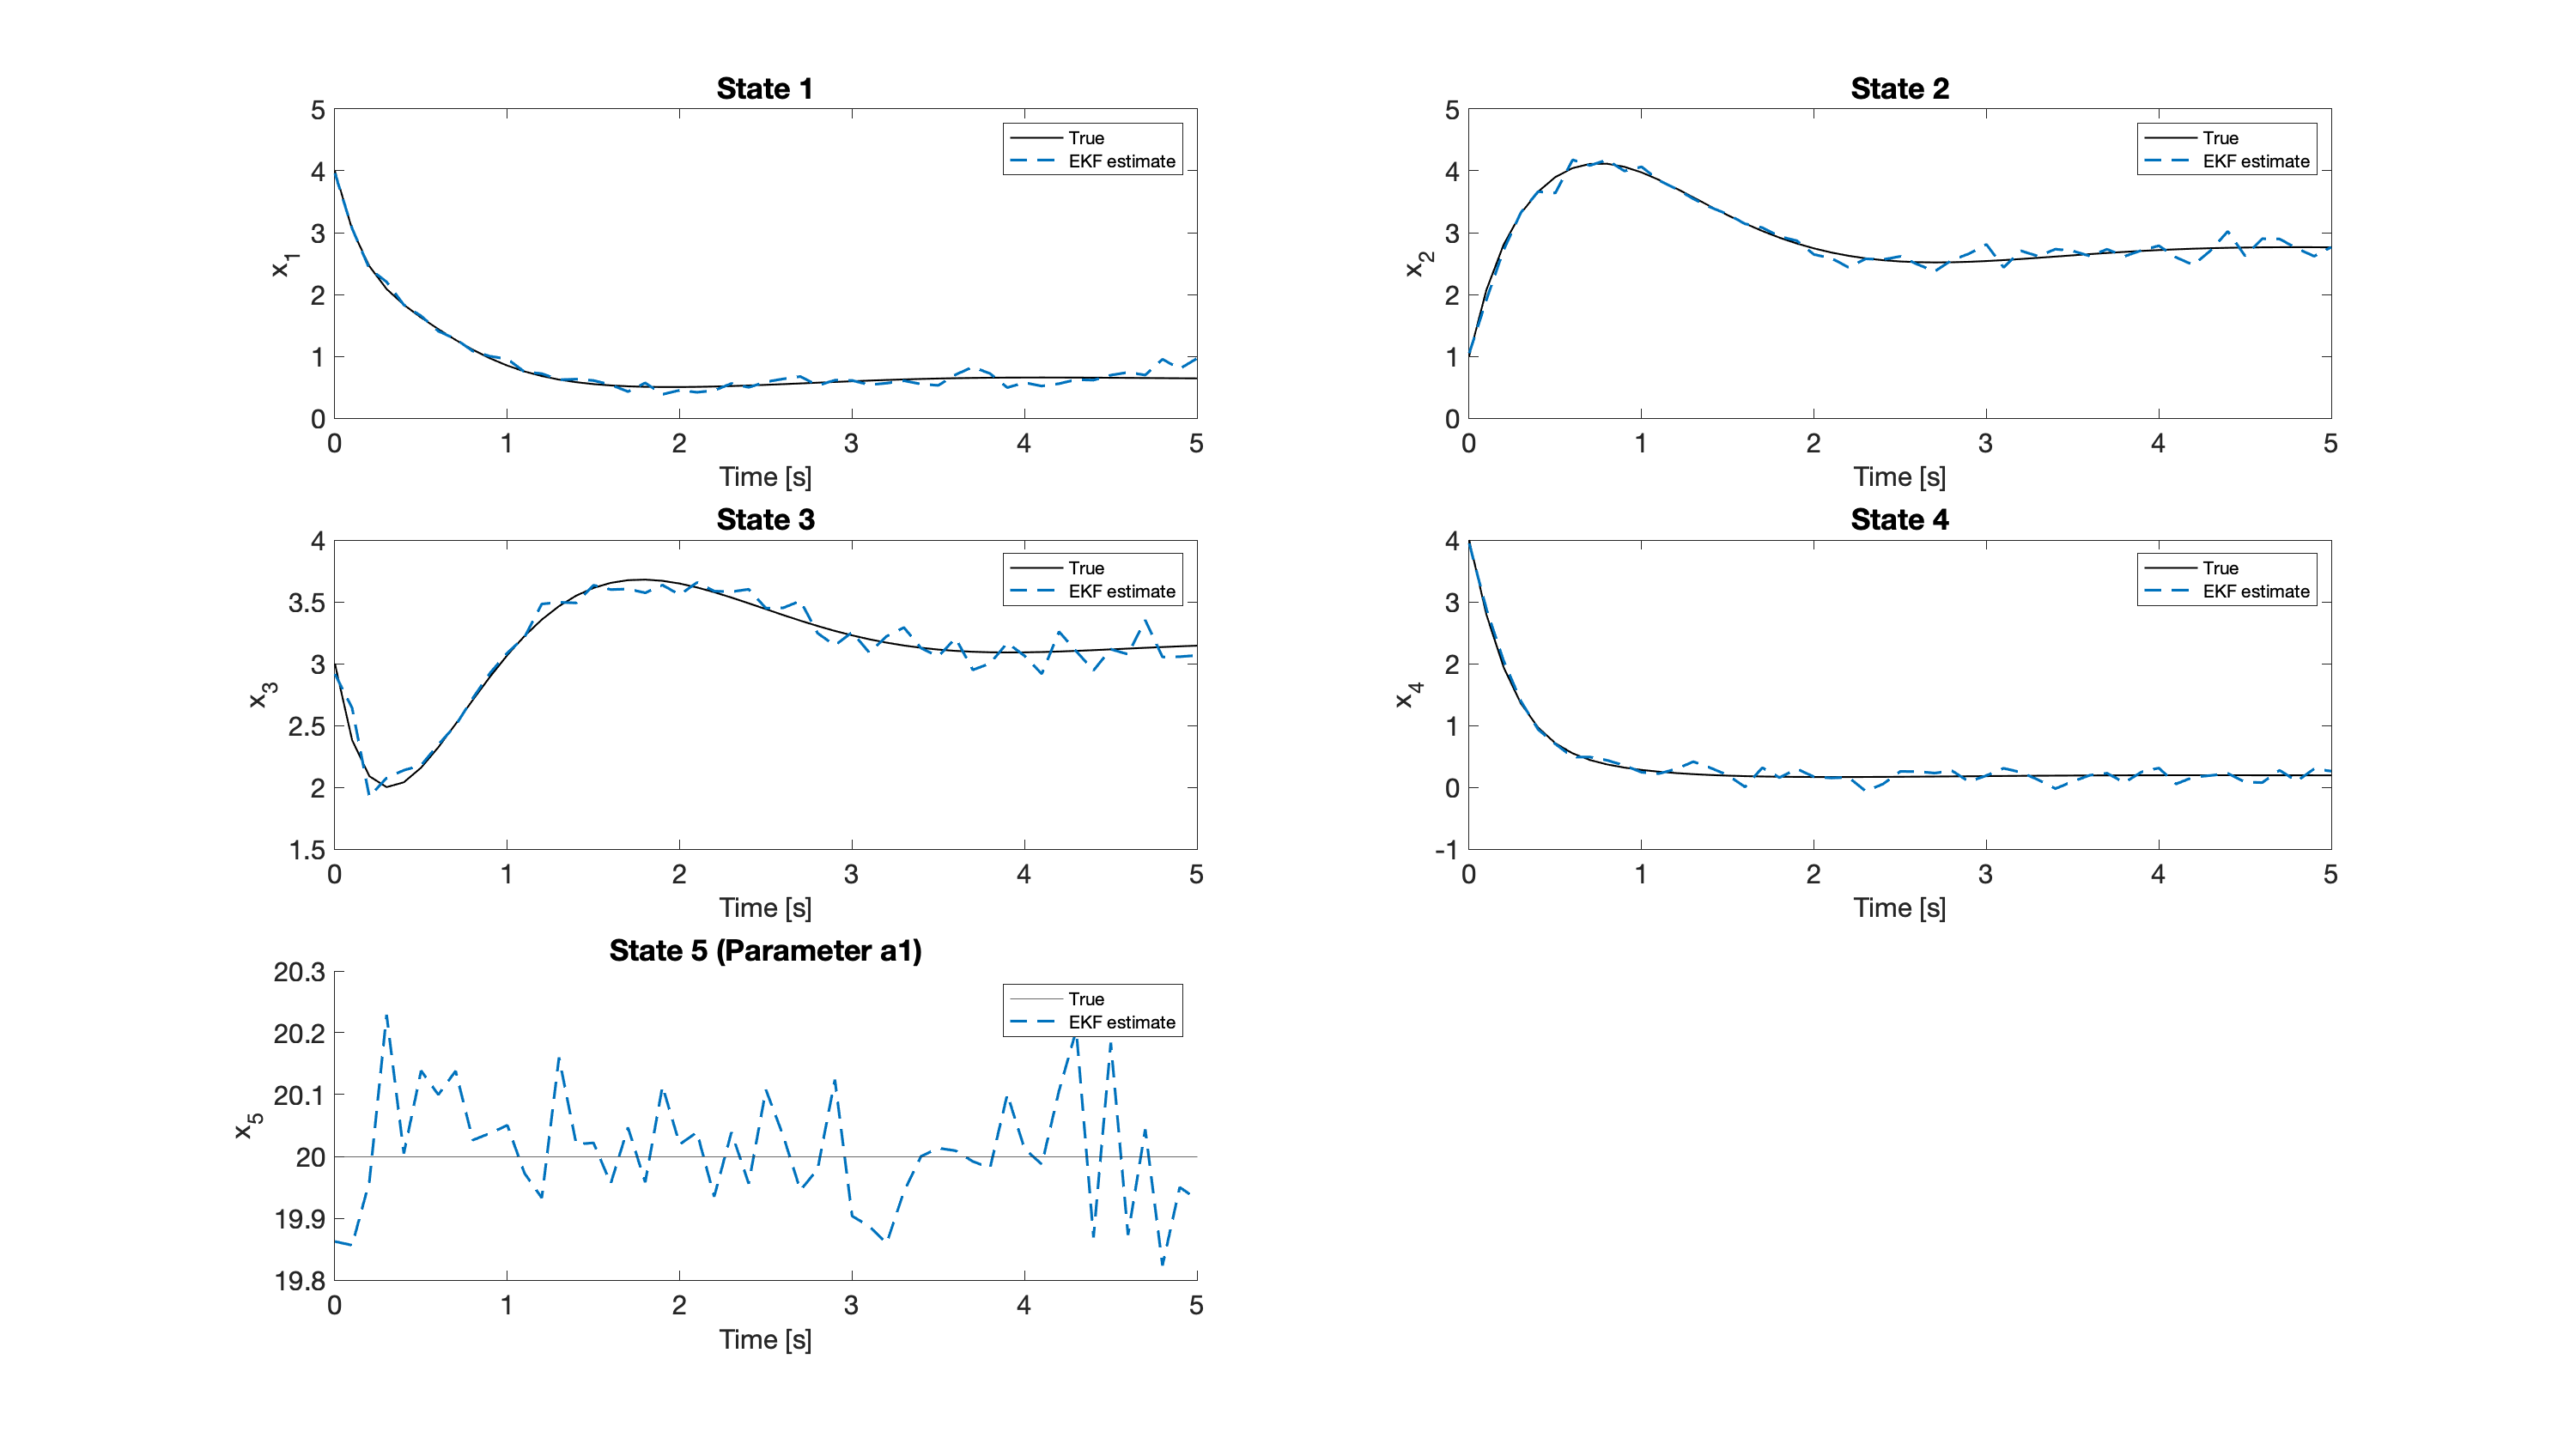 State 1
5
4
3
2
1
0
x1
True
EKF estimate
0 1 2 3 4 5
Time [s]
State 2
5
4
3
2
1
0
x2
True
EKF estimate
0 1 2 3 4 5
Time [s]
State 3
4
3.5
3
2.5
2
1.5
x3
True
EKF estimate
0 1 2 3 4 5
Time [s]
State 4
4
3
2
1
0
-1
x4
True
EKF estimate
0 1 2 3 4 5
Time [s]
State 5 (Parameter a1)
20.3
20.2
20.1
20
19.9
19.8
x5
True
EKF estimate
0 1 2 3 4 5
Time [s]